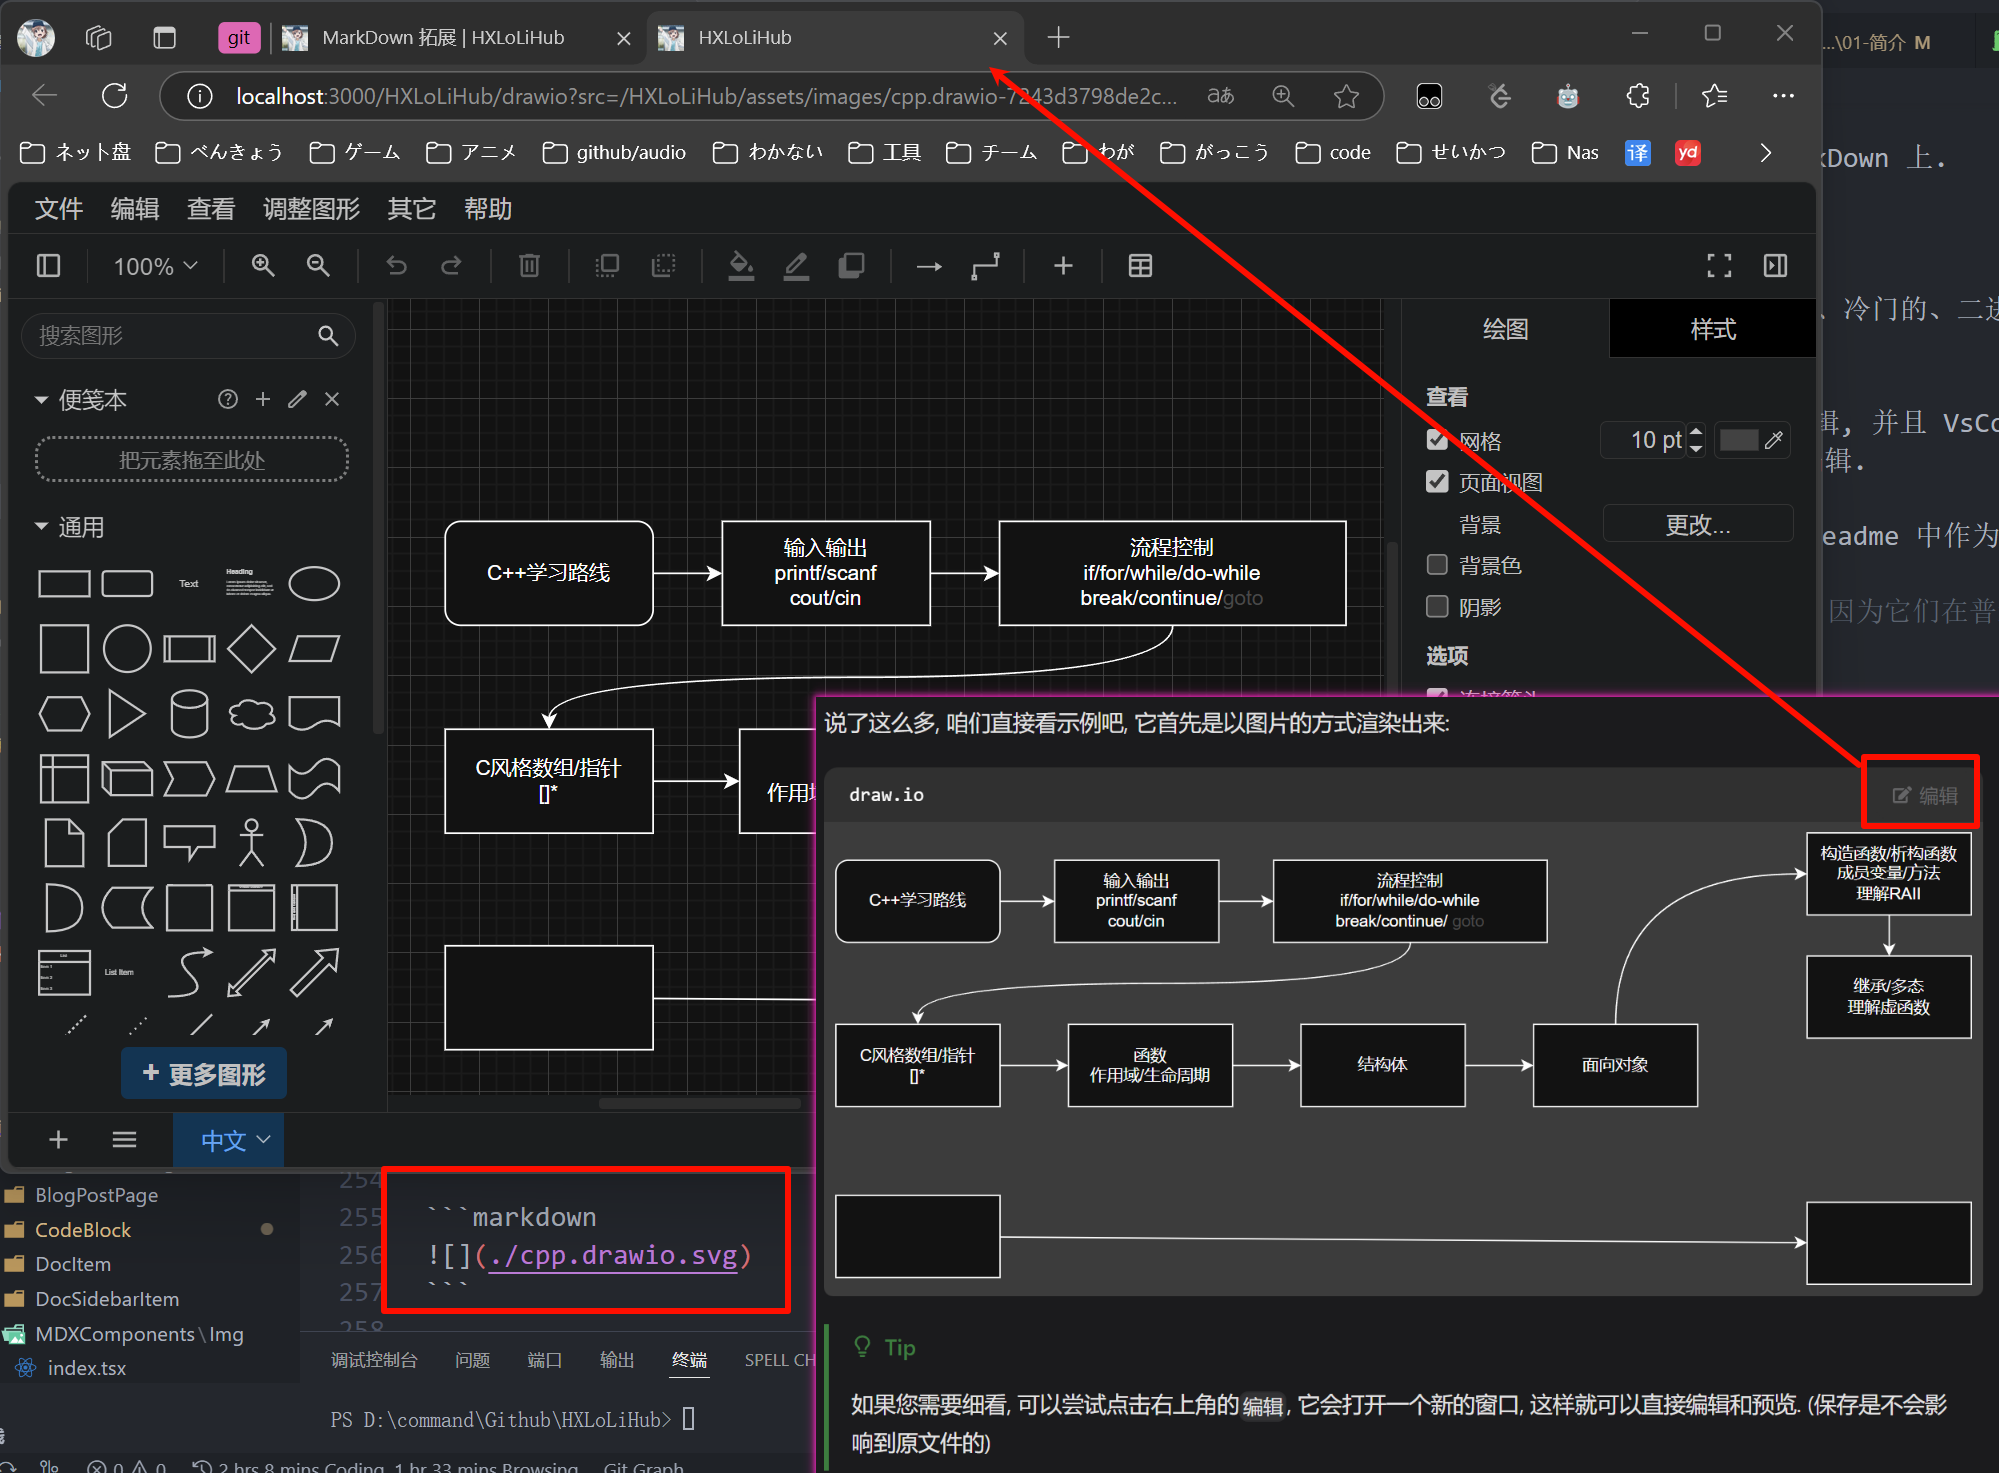 git
MarkDown 拓展 | HXLoLiHub
HXLoLiHub
...\01-简介 M
localhost:3000/HXLoLiHub/drawio?src=/HXLoLiHub/assets/images/cpp.drawio-7243d3798de2c...
aあ
ネット盘
べんきょう
ゲーム
アニメ
github/audio
わかない
工具
チーム
わが
がっこう
code
せいかつ
Nas
译
yd
kDown 上.
文件
编辑
查看
调整图形
其它
帮助
100%
搜索图形
绘图
样式
、冷门的、二进
便笺本
查看
把元素拖至此处
网格
10 pt
辑, 并且 VsCo
页面视图
辑.
通用
背景
更改...
eadme 中作为
背景色
阴影
因为它们在普
选项
Text
Heading
List Item
C++学习路线
输入输出
printf/scanf
cout/cin
流程控制
if/for/while/do-while
break/continue/goto
C风格数组/指针
[]*
更多图形
中文
说了这么多, 咱们直接看示例吧, 它首先是以图片的方式渲染出来:
draw.io
编辑
C++学习路线
输入输出
printf/scanf
cout/cin
流程控制
if/for/while/do-while
break/continue/ goto
构造函数/析构函数
成员变量/方法
理解RAII
继承/多态
理解虚函数
C风格数组/指针
[]*
函数
作用域/生命周期
结构体
面向对象
Tip
如果您需要细看, 可以尝试点击右上角的 编辑 , 它会打开一个新的窗口, 这样就可以直接编辑和预览. (保存是不会影
响到原文件的)
BlogPostPage
CodeBlock
DocItem
DocSidebarItem
MDXComponents\Img
index.tsx
254
255 ```markdown
256 ![](./cpp.drawio.svg)
257 ```
258
调试控制台
问题
端口
输出
终端
SPELL CH
PS D:\command\Github\HXLoLiHub>
0
0
2 hrs 8 mins Coding, 1 hr 33 mins Browsing
Git Graph